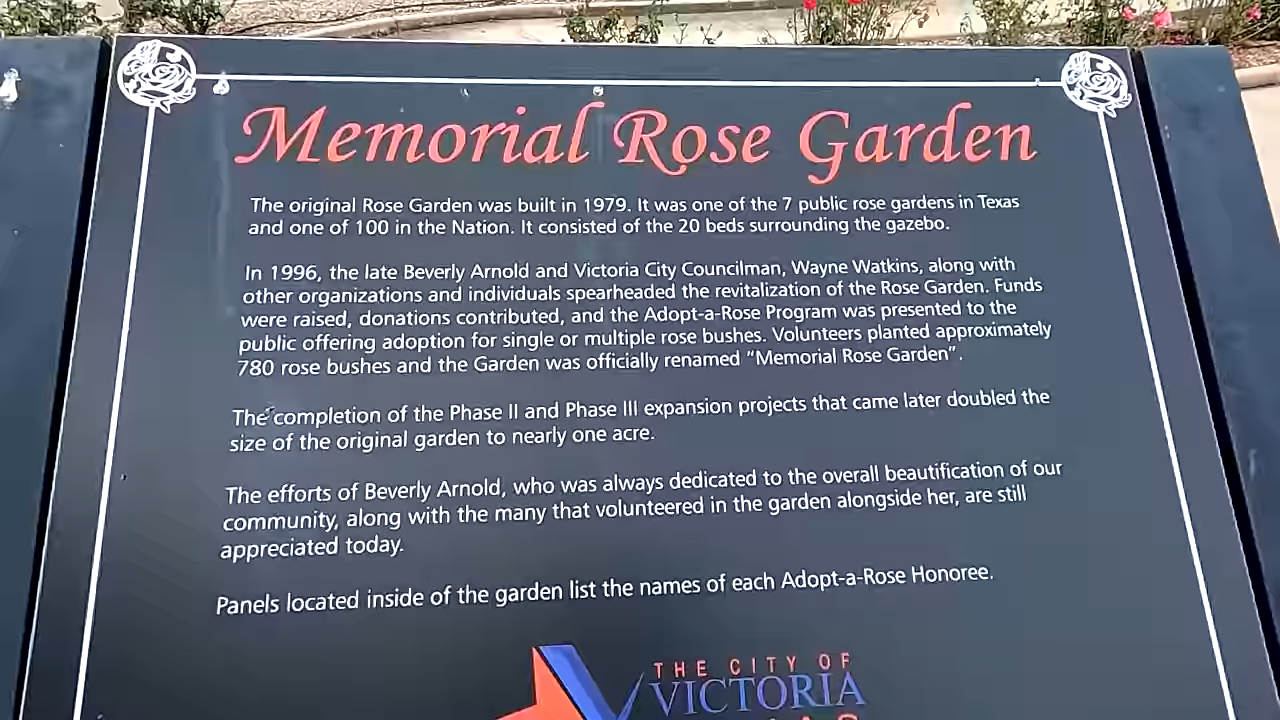 Memorial Rose Garden
The original Rose Garden was built in 1979. It was one of the 7 public rose gardens in Texas
and one of 100 in the Nation. It consisted of the 20 beds surrounding the gazebo.
In 1996, the late Beverly Arnold and Victoria City Councilman, Wayne Watkins, along with
other organizations and individuals spearheaded the revitalization of the Rose Garden. Funds
were raised, donations contributed, and the Adopt-a-Rose Program was presented to the
public offering adoption for single or multiple rose bushes. Volunteers planted approximately
780 rose bushes and the Garden was officially renamed “Memorial Rose Garden”.
The completion of the Phase II and Phase III expansion projects that came later doubled the
size of the original garden to nearly one acre.
The efforts of Beverly Arnold, who was always dedicated to the overall beautification of our
community, along with the many that volunteered in the garden alongside her, are still
appreciated today.
Panels located inside of the garden list the names of each Adopt-a-Rose Honoree.
THE CITY OF
VICTORIA